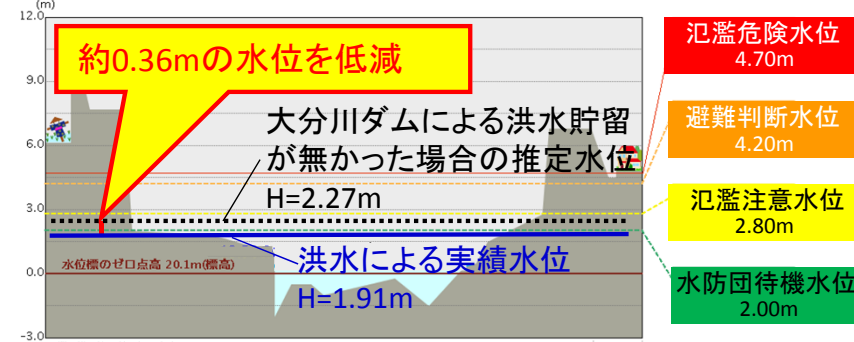 (m)
12.0
9.0
6.0
3.0
0.0
-3.0
約0.36mの水位を低減
大分川ダムによる洪水貯留
が無かった場合の推定水位
H=2.27m
洪水による実績水位
H=1.91m
水位標のゼロ点高 20.1m(標高)
氾濫危険水位
4.70m
避難判断水位
4.20m
氾濫注意水位
2.80m
水防団待機水位
2.00m